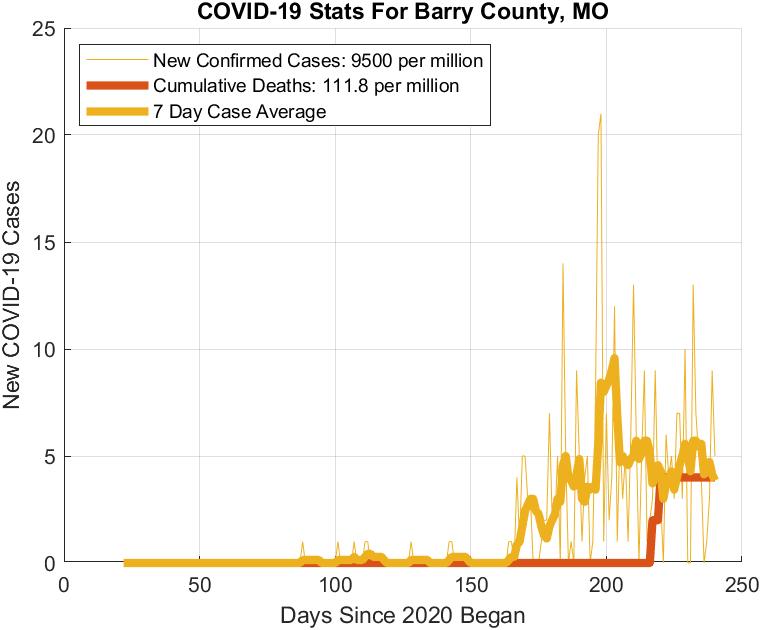 COVID-19 Stats For Barry County, MO
25
20
15
10
5
0
New COVID-19 Cases
New Confirmed Cases: 9500 per million
Cumulative Deaths: 111.8 per million
7 Day Case Average
0 50 100 150 200 250
Days Since 2020 Began